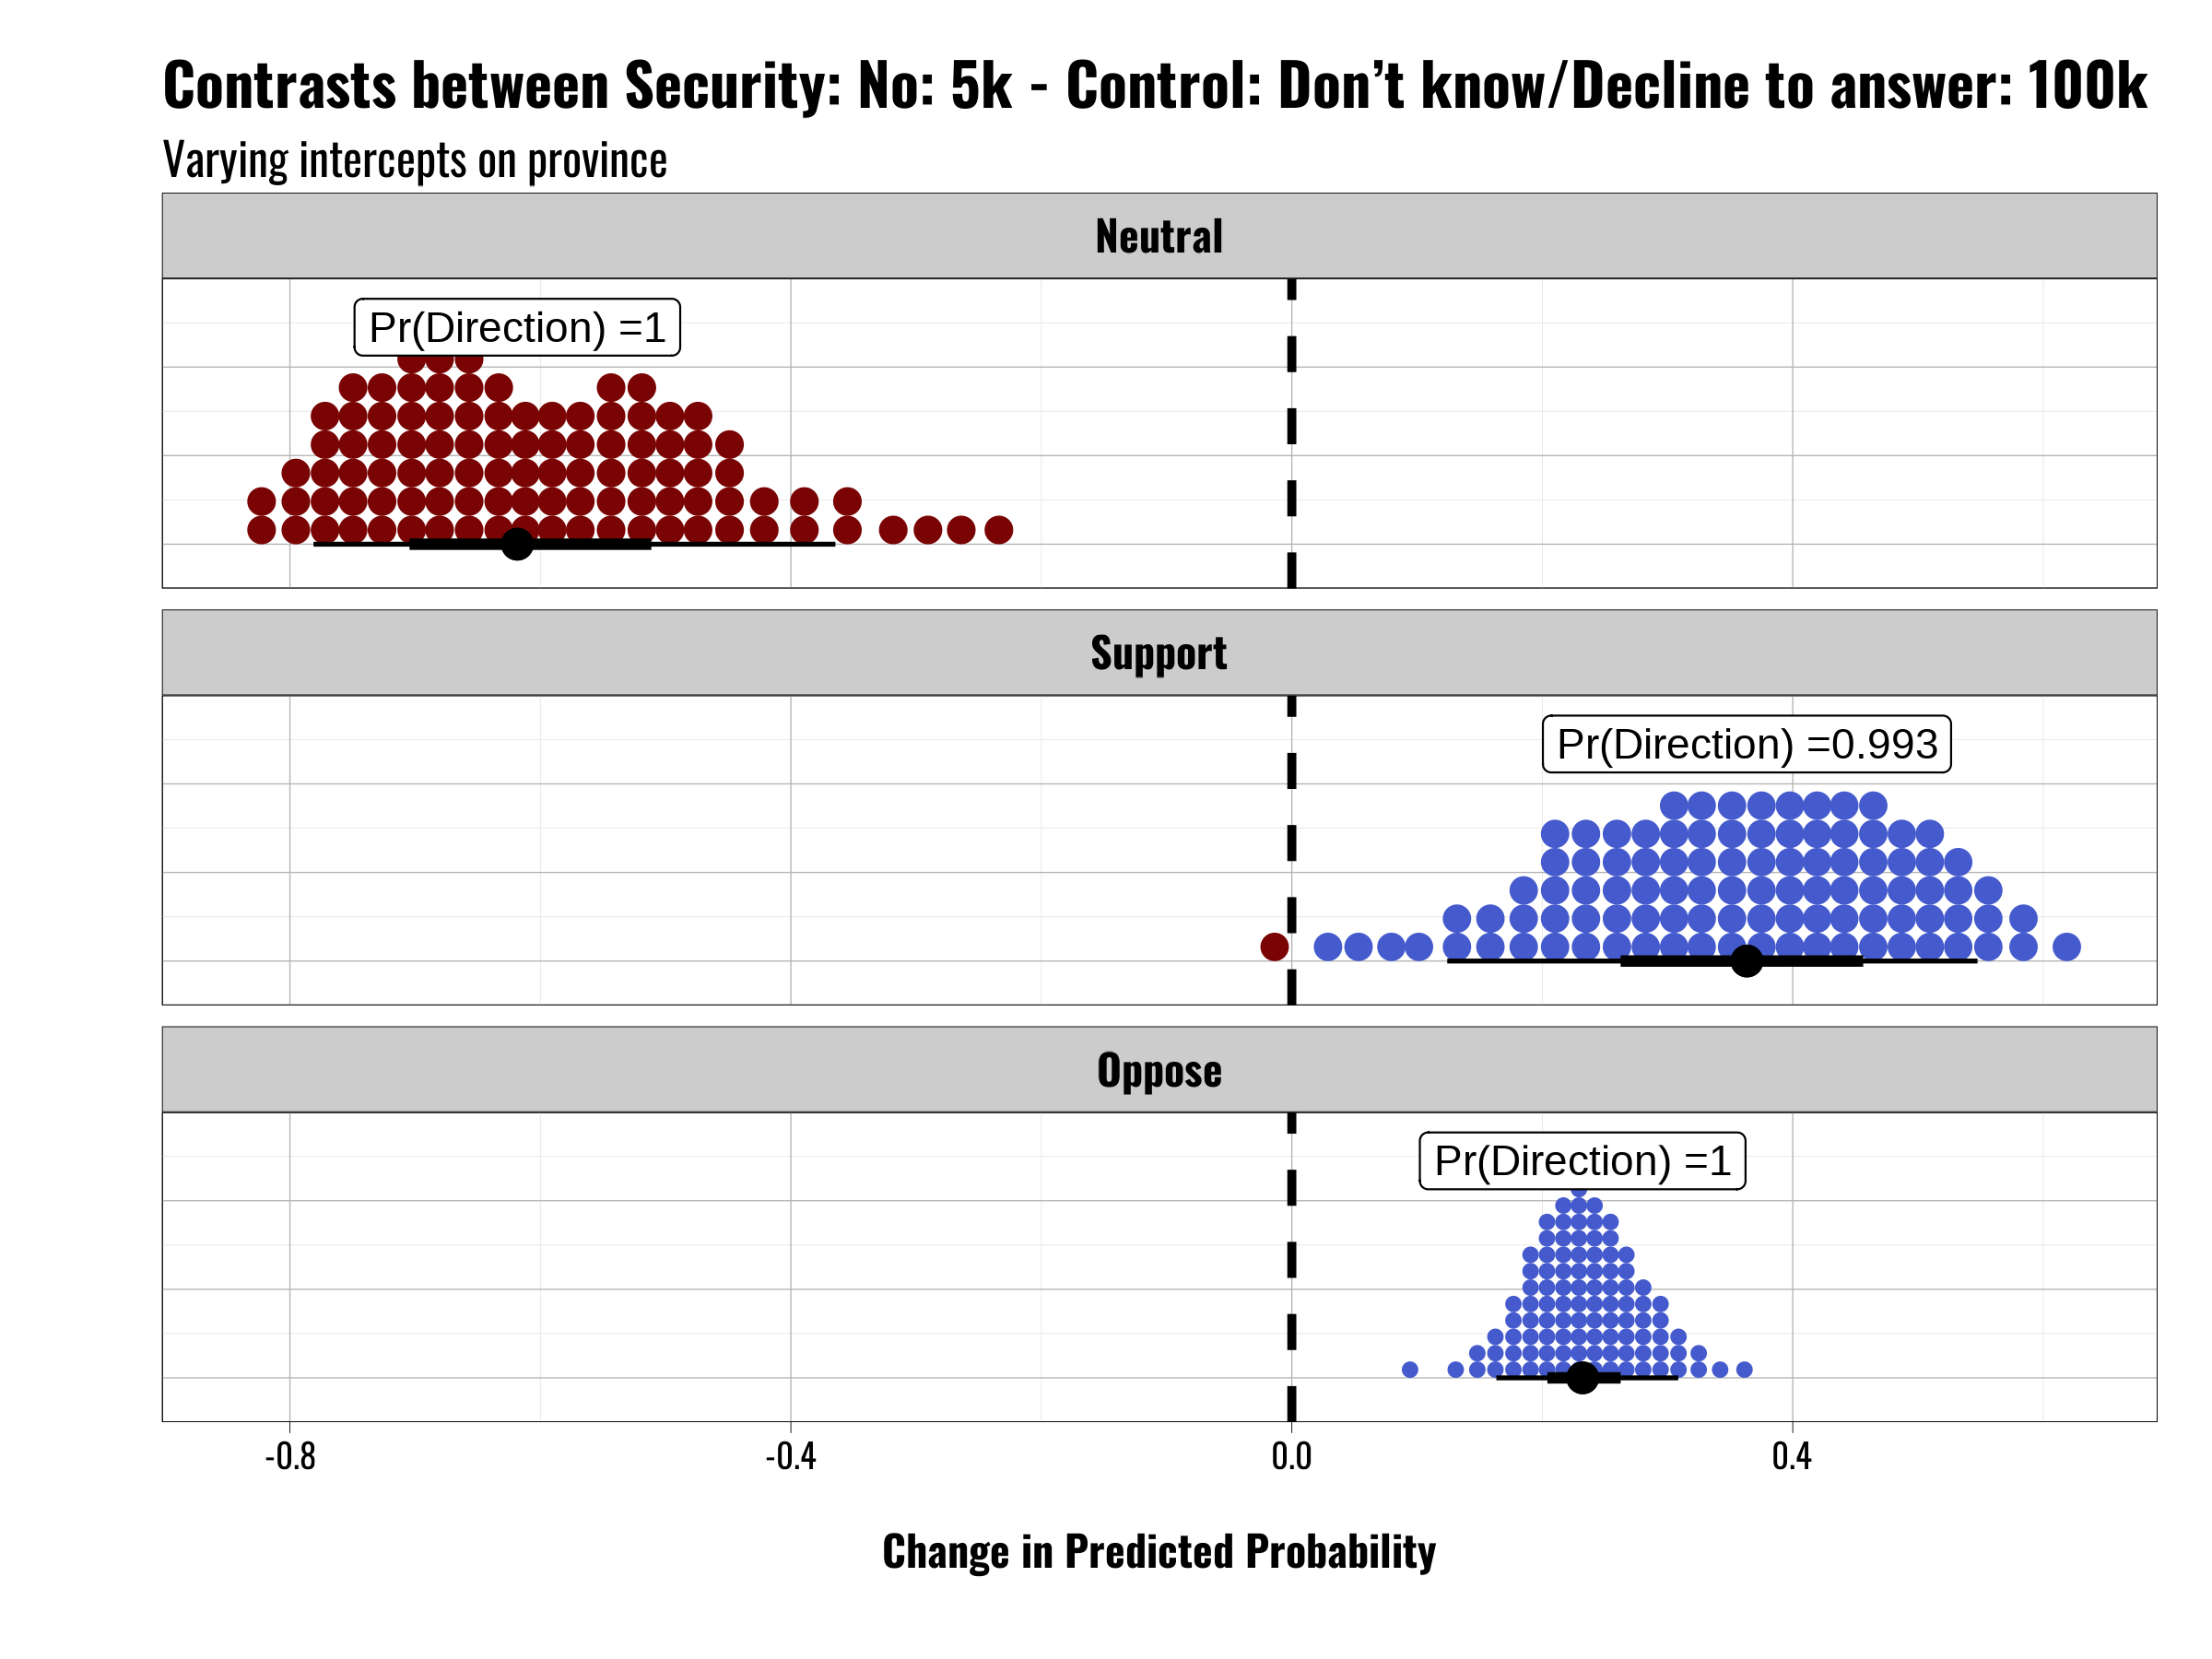 Contrasts between Security: No: 5k - Control: Don’t know/Decline to answer: 100k
Varying intercepts on province
Neutral
Pr(Direction) =1
Support
Pr(Direction) =0.993
Oppose
Pr(Direction) =1
-0.8 -0.4 0.0 0.4
Change in Predicted Probability